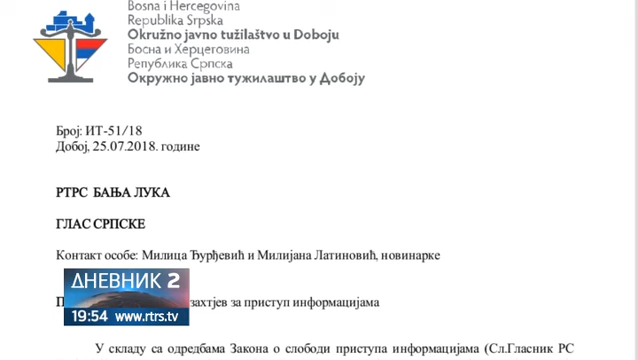 Bosna i Hercegovina
Republika Srpska
Okružno javno tužilaštvo u Doboju
Босна и Херцеговина
Република Српска
Окружно јавно тужилаштво у Добоју
Број: ИТ-51/18
Добој, 25.07.2018. године
РТРС БАЊА ЛУКА
ГЛАС СРПСКЕ
Контакт особе: Милица Ђурђевић и Милијана Латиновић, новинарке
захтјев за приступ информацијама
ДНЕВНИК 2
19:54 www.rtrs.tv
У складу са одредбама Закона о слободи приступа информацијама (Сл.Гласник РС